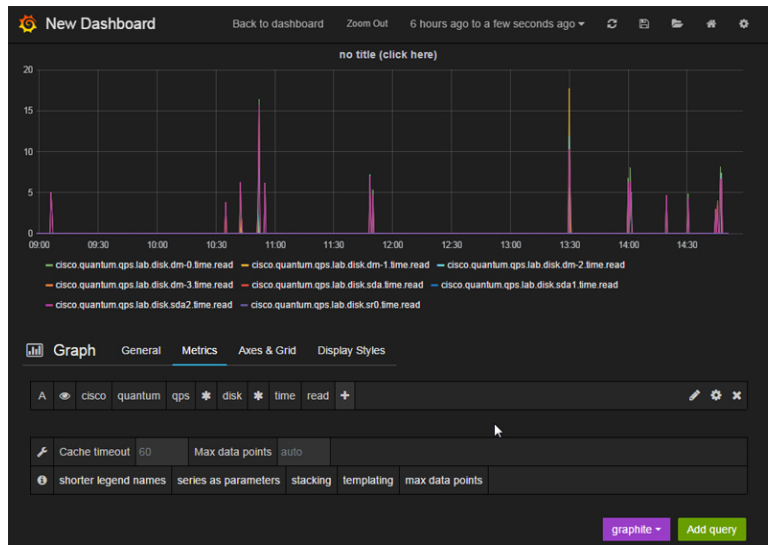 New Dashboard Back to dashboard Zoom Out 6 hours ago to a few seconds ago
no title (click here)
20
15
10
5
0
09:00 09:30 10:00 10:30 11:00 11:30 12:00 12:30 13:00 13:30 14:00 14:30
cisco.quantum.qps.lab.disk.dm-0.time.read cisco.quantum.qps.lab.disk.dm-1.time.read cisco.quantum.qps.lab.disk.dm-2.time.read
cisco.quantum.qps.lab.disk.dm-3.time.read cisco.quantum.qps.lab.disk.sda.time.read cisco.quantum.qps.lab.disk.sda1.time.read
cisco.quantum.qps.lab.disk.sda2.time.read cisco.quantum.qps.lab.disk.sr0.time.read
Graph General Metrics Axes & Grid Display Styles
A cisco quantum qps * disk * time read +
Cache timeout 60 Max data points auto
shorter legend names series as parameters stacking templating max data points
graphite Add query